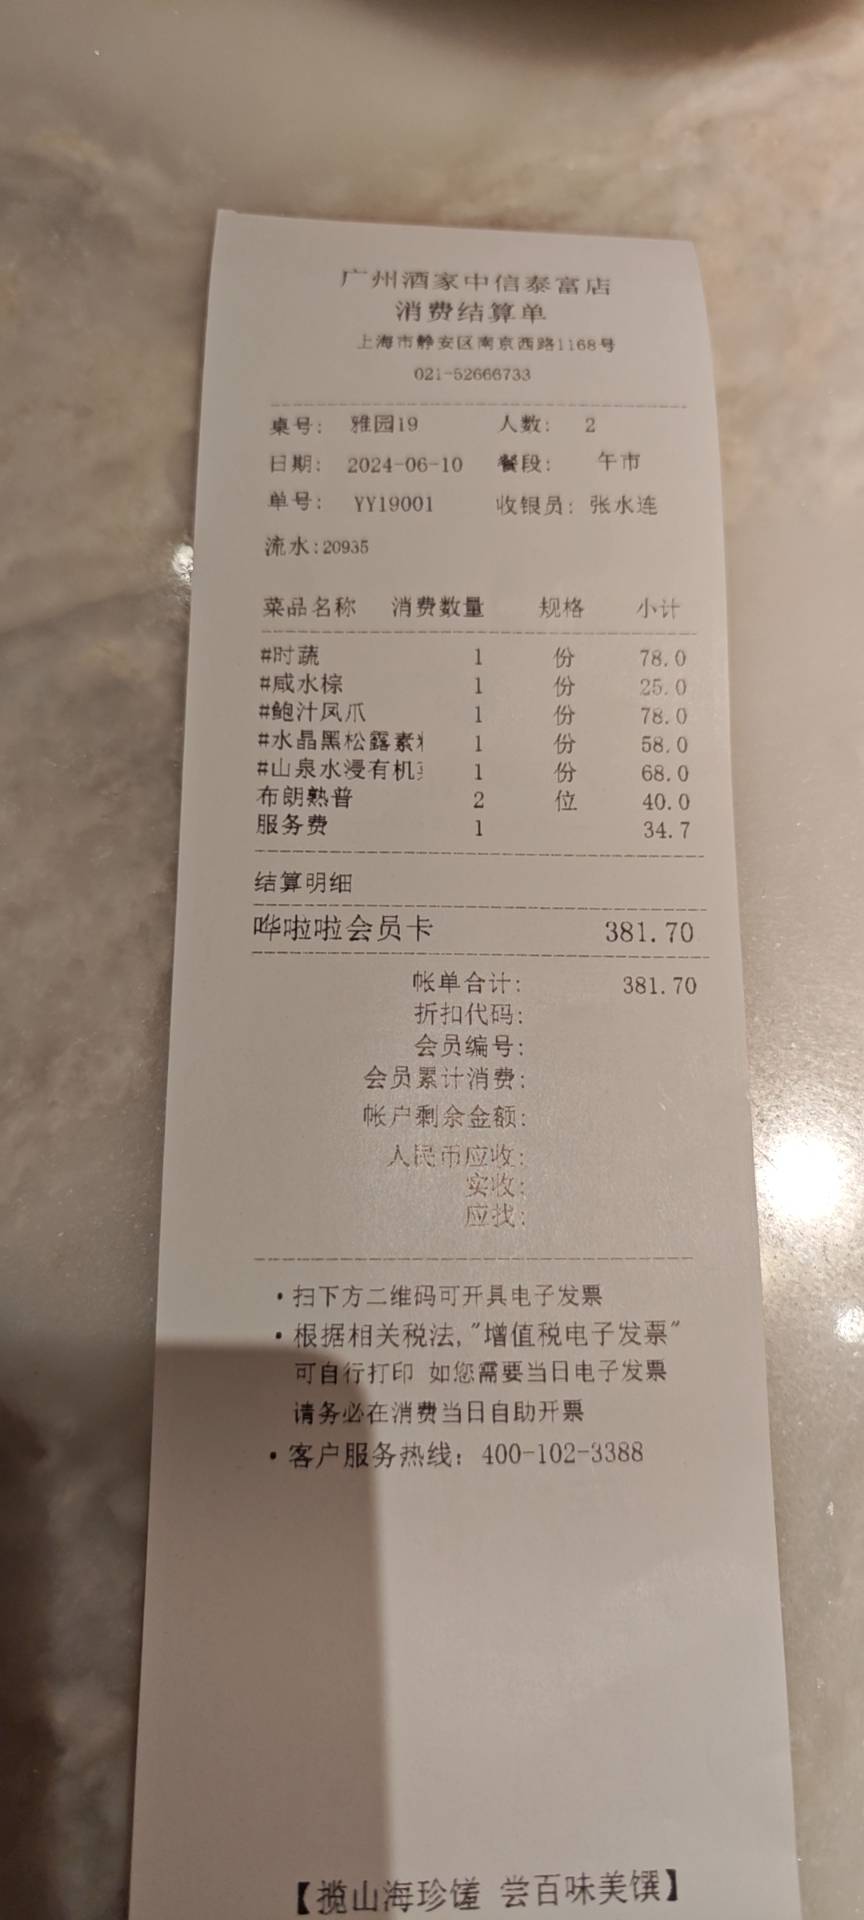 广州酒家中信泰富店
消费结算单
上海市静安区南京西路1168号
021-52666733
桌号: 雅园19 人数: 2
日期: 2024-06-10 餐段: 午市
单号: YY19001 收银员: 张水连
流水:20935
菜品名称 消费数量 规格 小计
#时蔬 1 份 78.0
#咸水棕 1 份 25.0
#鲍汁凤爪 1 份 78.0
#水晶黑松露素 1 份 58.0
#山泉水浸有机 1 份 68.0
布朗熟普 2 位 40.0
服务费 1 34.7
结算明细
哗啦啦会员卡 381.70
帐单合计: 381.70
折扣代码:
会员编号:
会员累计消费:
帐户剩余金额:
人民币应收:
实收:
应找:
·扫下方二维码可开具电子发票
·根据相关税法,"增值税电子发票"
可自行打印 如您需要当日电子发票
请务必在消费当日自助开票
·客户服务热线: 400-102-3388
【揽山海珍馐 尝百味美馔】